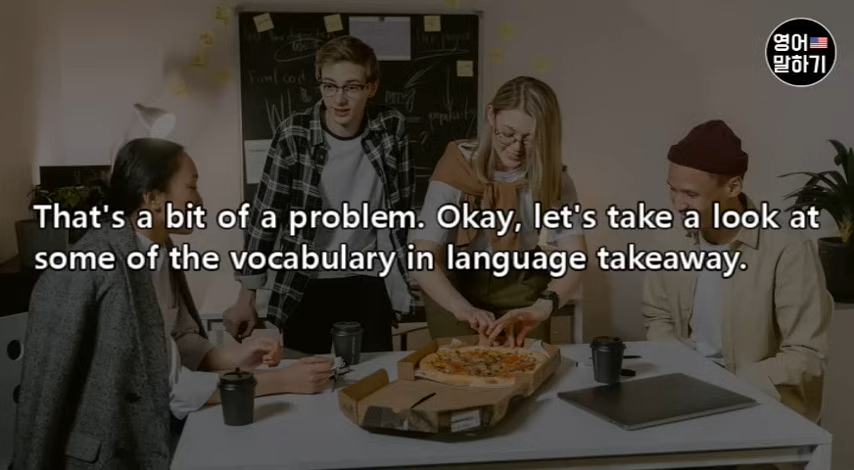 영어
말하기
That's a bit of a problem. Okay, let's take a look at
some of the vocabulary in language takeaway.